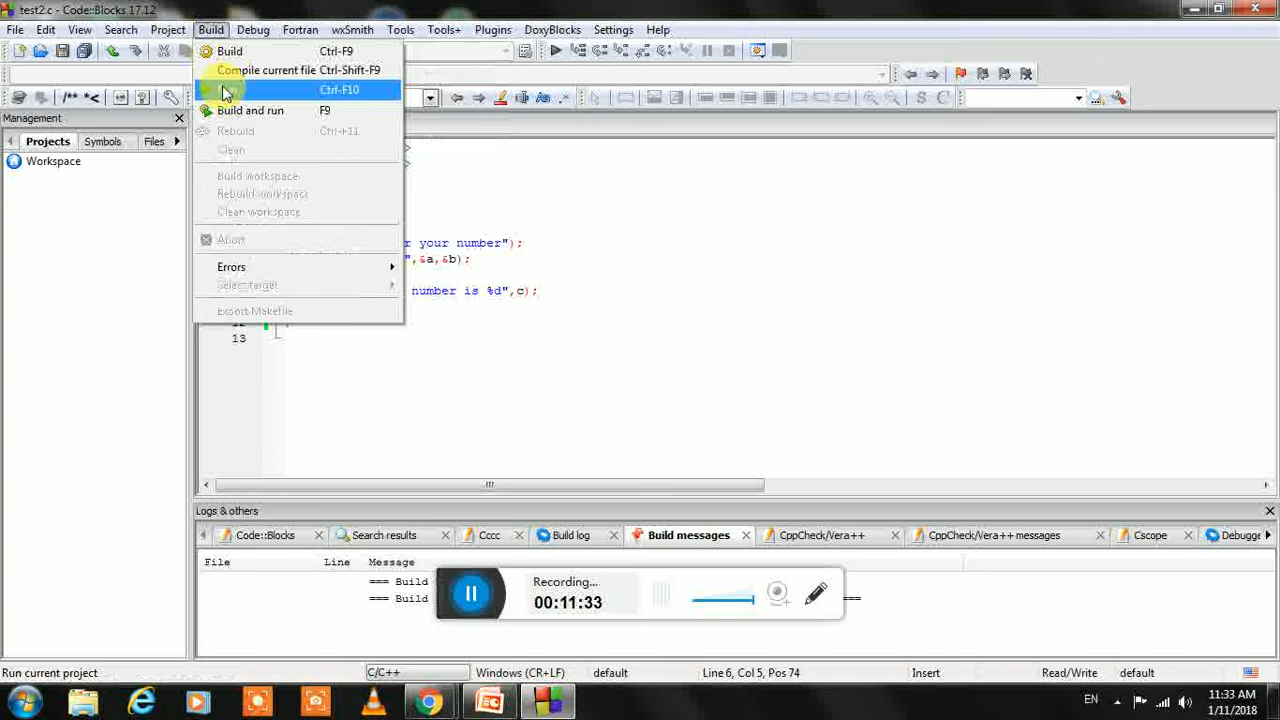 test2.c - Code::Blocks 17.12
File Edit View Search Project Build Debug Fortran wxSmith Tools Tools+ Plugins DoxyBlocks Settings Help
Build Ctrl-F9
Compile current file Ctrl-Shift-F9
Ctrl-F10
Build and run F9
Rebuild Ctrl-F11
Clean
Build workspace
Rebuild workspace
Clean workspace
Abort
Errors
Select target
Export Makefile
/** *<
.*
S C
Management
Projects Symbols Files
Workspace
>
>
r your number");
",&a,&b);
number is %d",c);
13
Logs & others
Code::Blocks Search results Cccc Build log Build messages CppCheck/Vera++ CppCheck/Vera++ messages Cscope Debugge
File Line Message
=== Build
=== Build ===
Recording...
00:11:33
Run current project C/C++ Windows (CR+LF) default Line 6, Col 5, Pos 74 Insert Read/Write default
EN 11:33 AM
1/11/2018